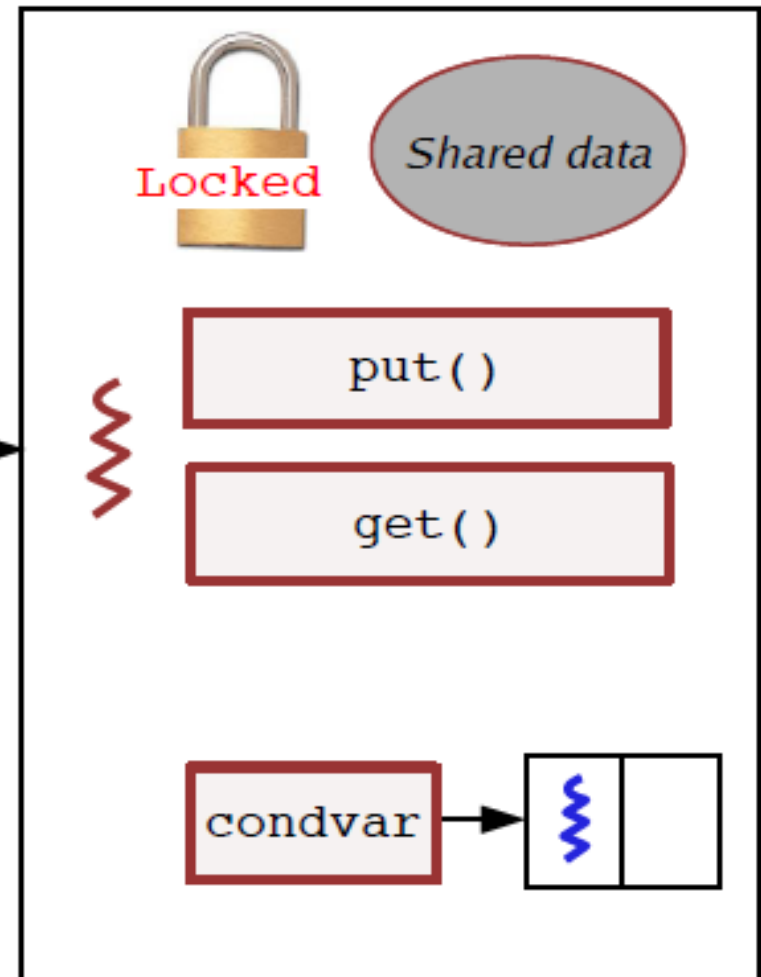 Locked
Shared data
put()
get()
condvar